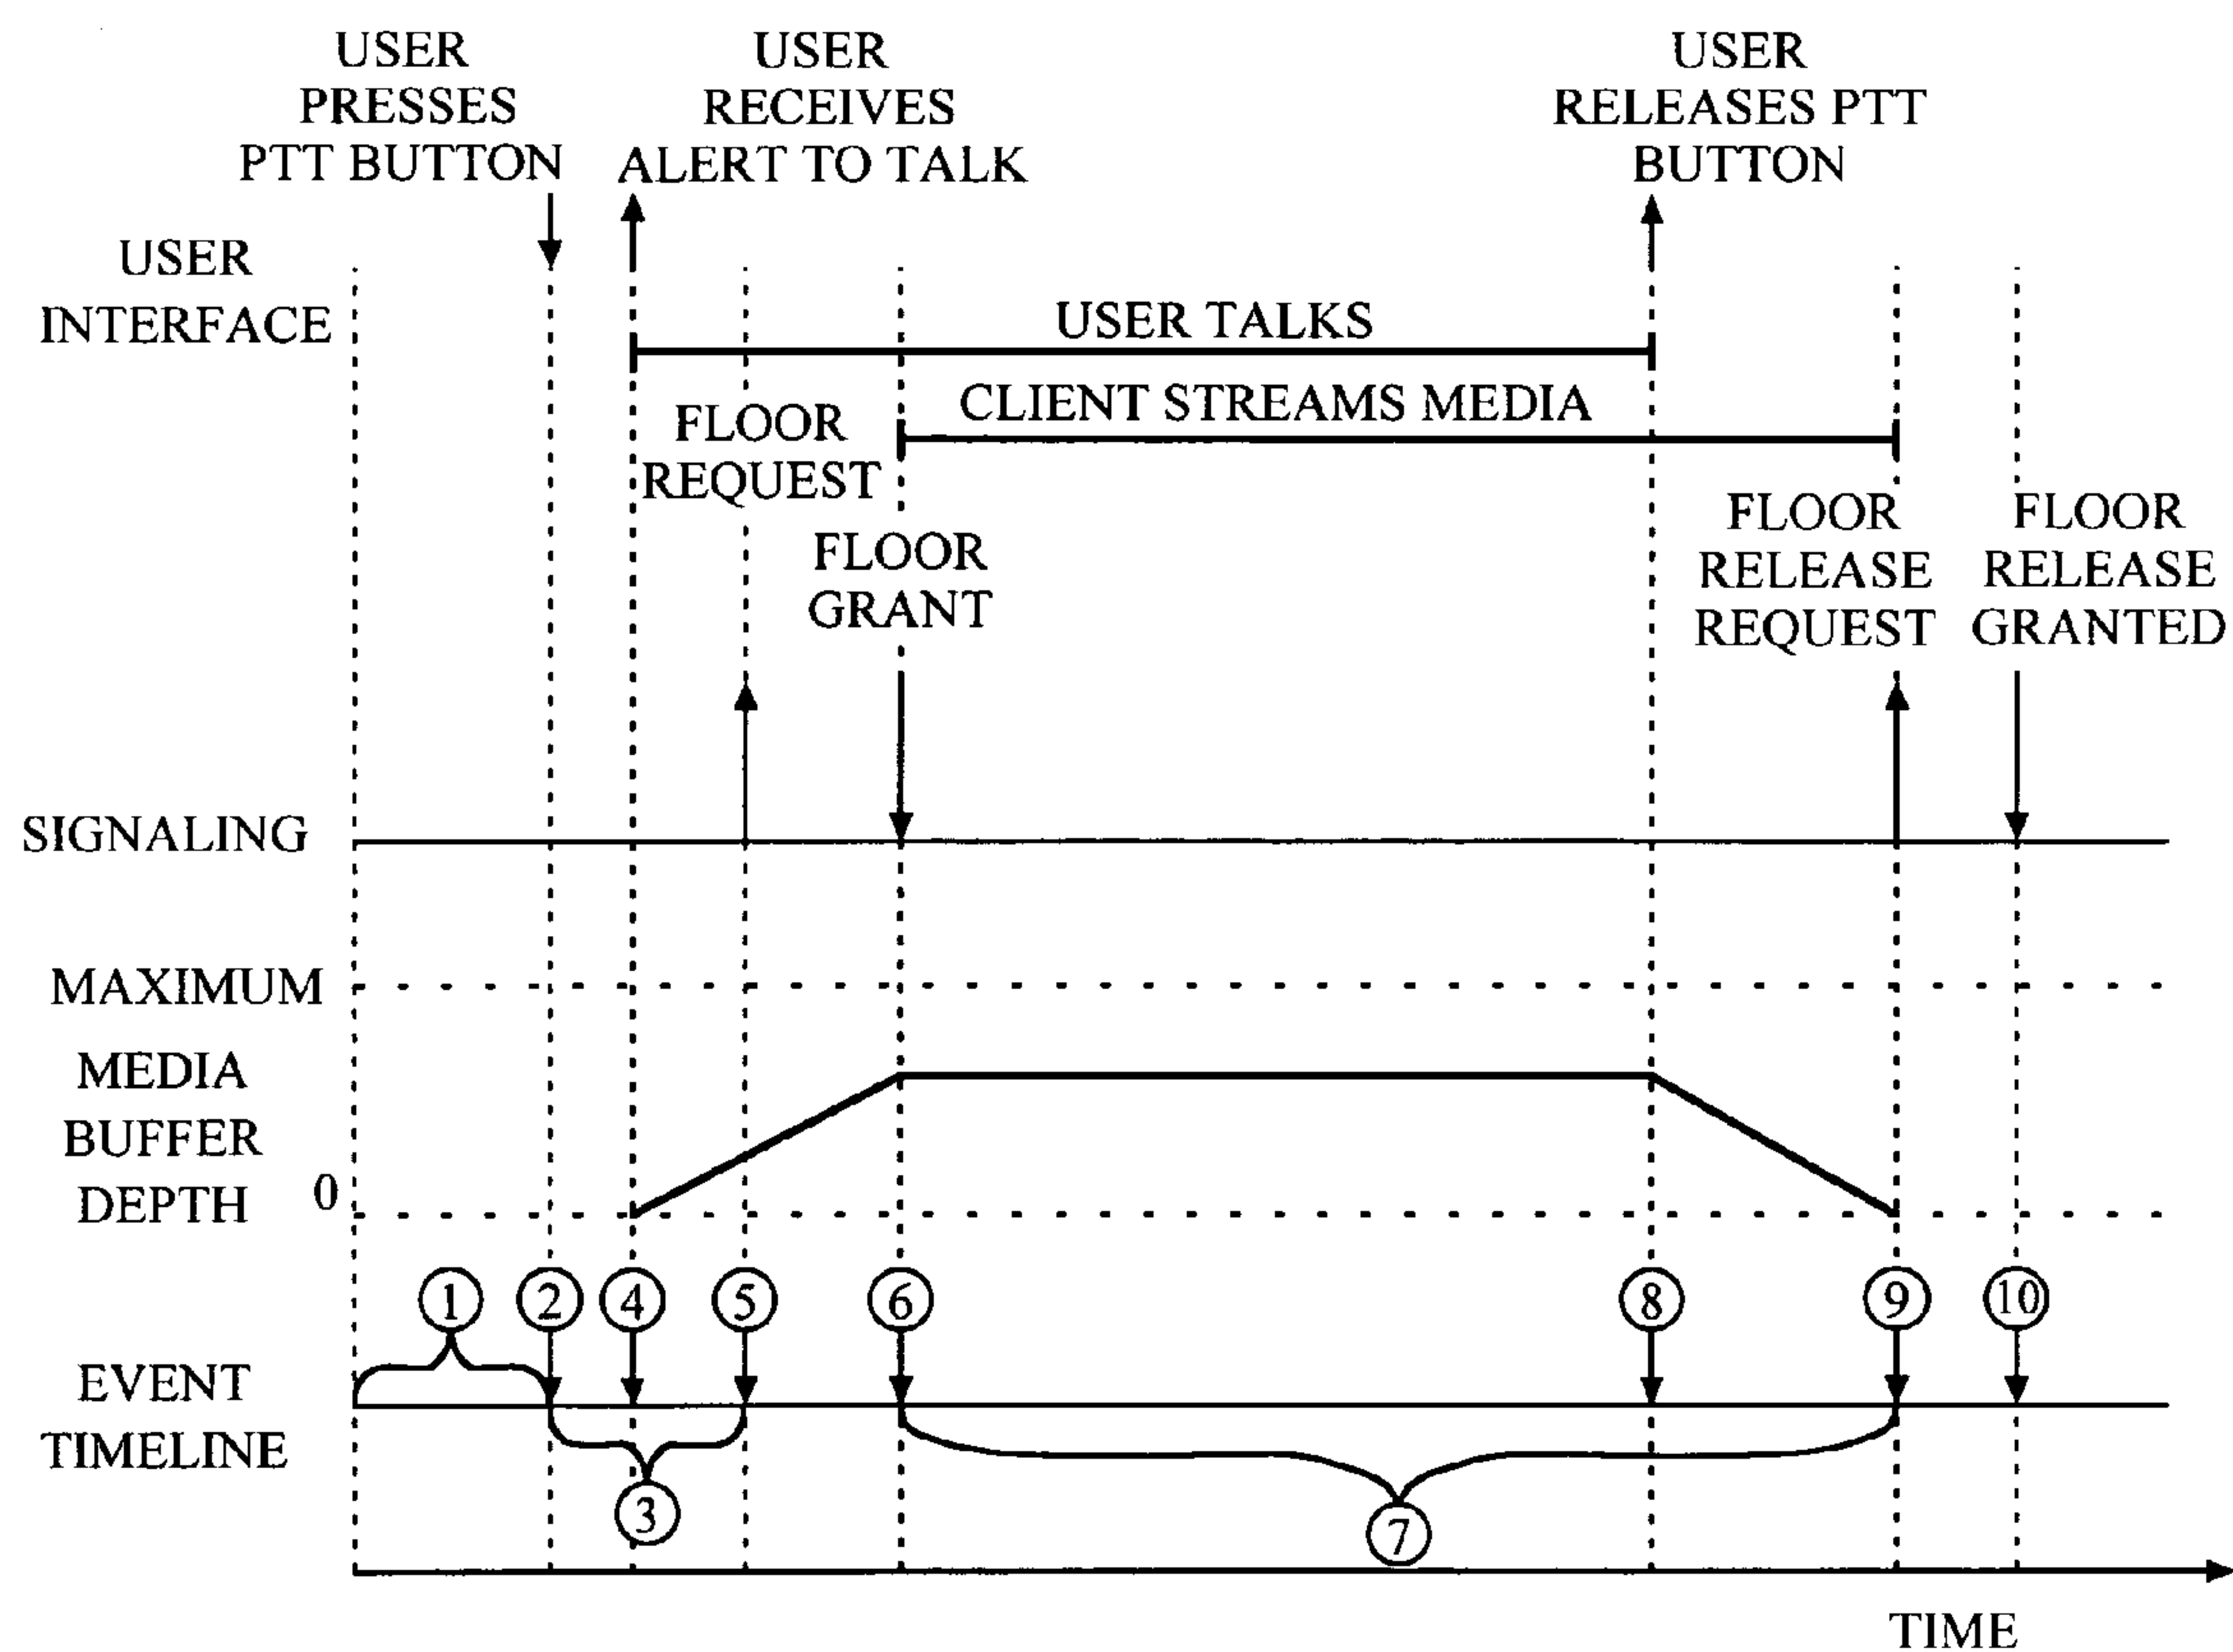 USER
PRESSES
PTT BUTTON
USER
RECEIVES
ALERT TO TALK
USER
RELEASES PTT
BUTTON
USER
INTERFACE
USER TALKS
CLIENT STREAMS MEDIA
FLOOR
REQUEST
FLOOR
GRANT
FLOOR
RELEASE
REQUEST
FLOOR
RELEASE
GRANTED
SIGNALING
MAXIMUM
MEDIA
BUFFER
DEPTH
0
1
2
4
5
6
8
9
10
EVENT
TIMELINE
3
7
TIME